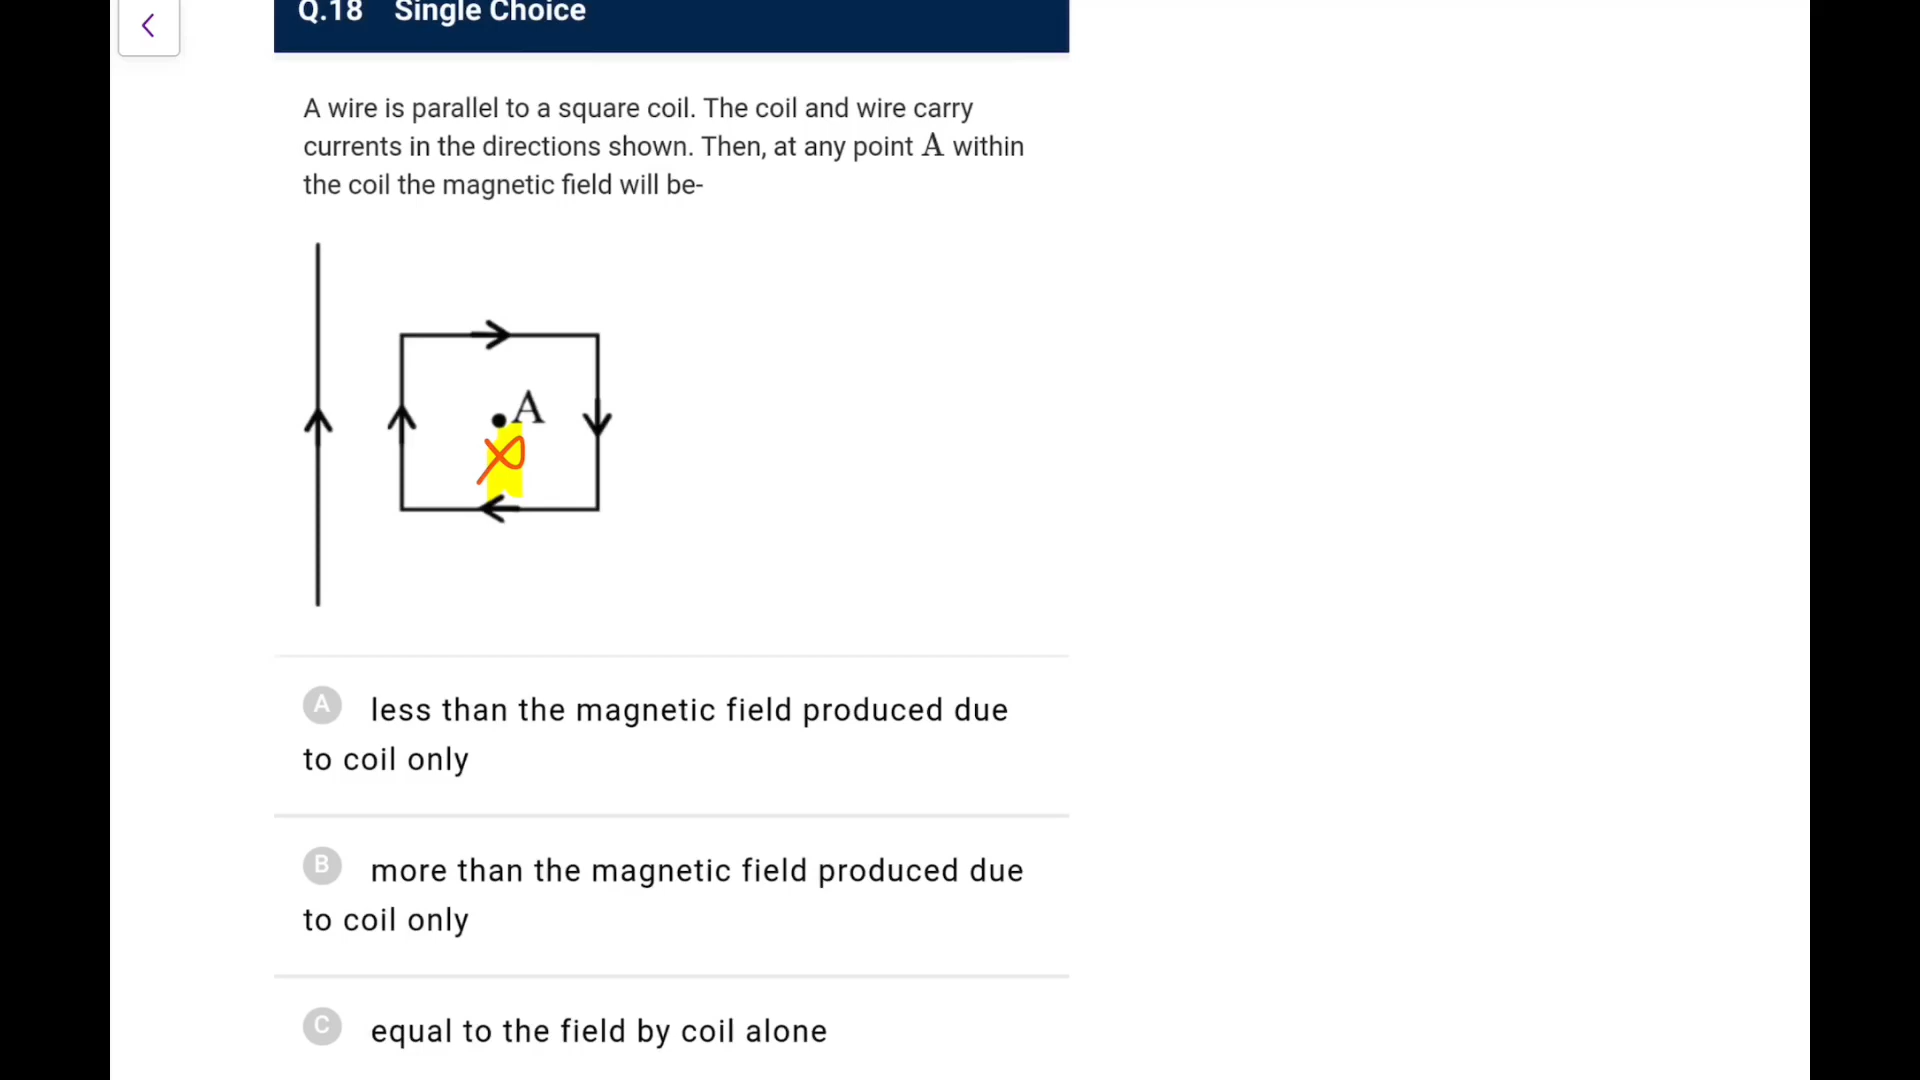 Q.18 Single Choice
A wire is parallel to a square coil. The coil and wire carry
currents in the directions shown. Then, at any point A within
the coil the magnetic field will be-
A
A less than the magnetic field produced due
to coil only
B more than the magnetic field produced due
to coil only
C equal to the field by coil alone